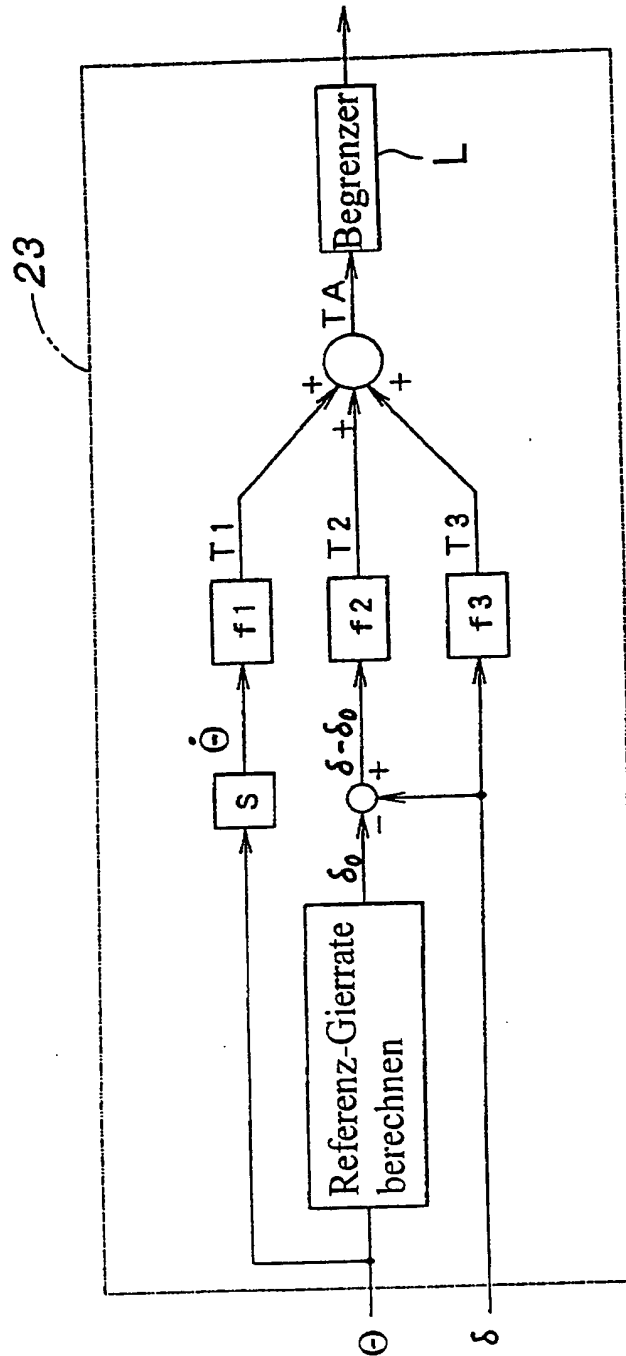 23
Θ
δ
Referenz-Gierrate
berechnen
S
Θ̇
δ₀
-
+
δ-δ₀
f1
f2
f3
T1
T2
T3
+
+
+
TA
Begrenzer
L